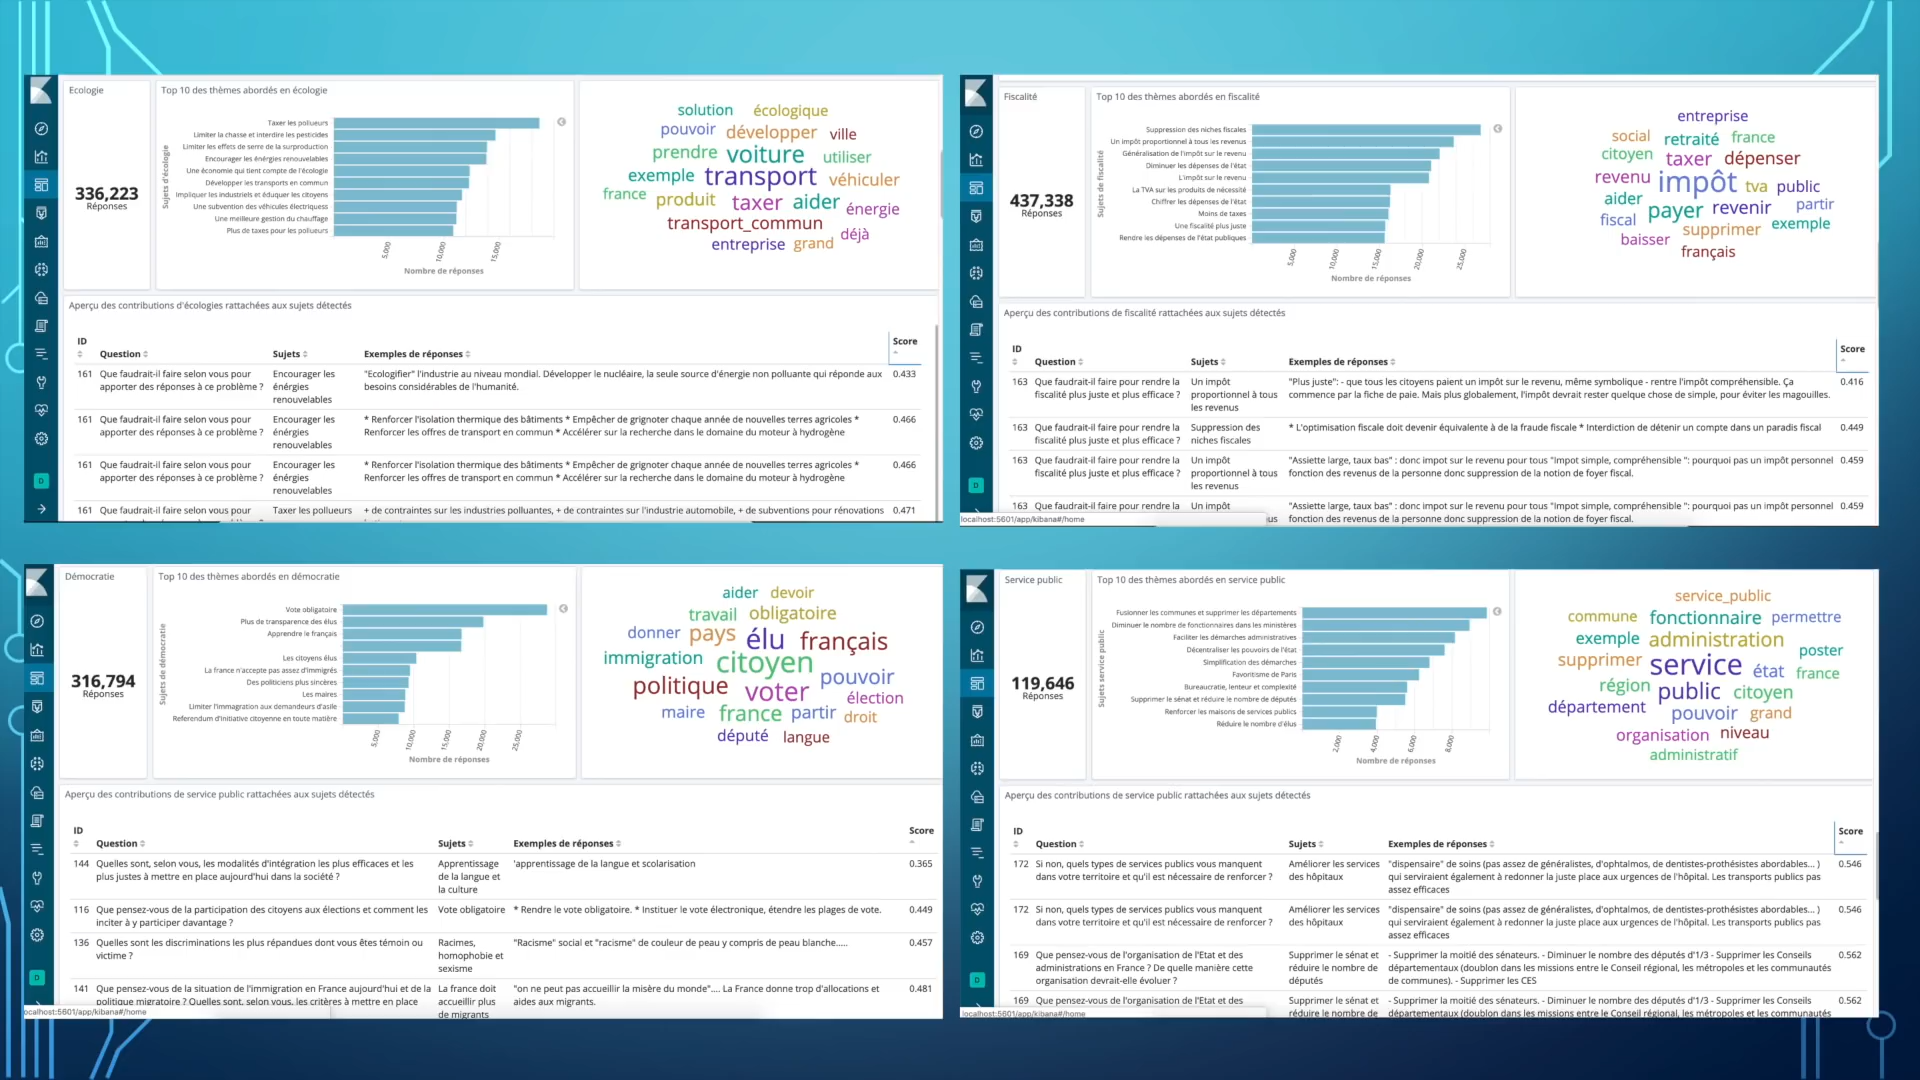 Ecologie
336,223
Réponses
Top 10 des thèmes abordés en écologie
Sujets d'écologie
Taxer les pollueurs
Limiter la chasse et interdire les pesticides
Limiter les effets de serre de la surproduction
Encourager les énergies renouvelables
Une économie qui tient compte de l'écologie
Développer les transports en commun
Impliquer les industriels et éduquer les citoyens
Une subvention des véhicules électriques
Une meilleure gestion du chauffage
Plus de taxes pour les pollueurs
5,000 10,000 15,000
Nombre de réponses
solution écologique
pouvoir développer ville
prendre voiture utiliser
exemple transport véhiculer
france produit taxer aider énergie
transport_commun déjà
entreprise grand
Aperçu des contributions d'écologies rattachées aux sujets détectés
ID Question Sujets Exemples de réponses Score
161 Que faudrait-il faire selon vous pour Encourager les "Ecologifier" l'industrie au niveau mondial. Développer le nucléaire, la seule source d'énergie non polluante qui réponde aux 0.433
apporter des réponses à ce problème ? énérgies besoins considérables de l'humanité.
renouvelables
161 Que faudrait-il faire selon vous pour Encourager les * Renforcer l'isolation thermique des bâtiments * Empêcher de grignoter chaque année de nouvelles terres agricoles * 0.466
apporter des réponses à ce problème ? énérgies Renforcer les offres de transport en commun * Accélérer sur la recherche dans le domaine du moteur à hydrogène
renouvelables
161 Que faudrait-il faire selon vous pour Encourager les * Renforcer l'isolation thermique des bâtiments * Empêcher de grignoter chaque année de nouvelles terres agricoles * 0.466
apporter des réponses à ce problème ? énérgies Renforcer les offres de transport en commun * Accélérer sur la recherche dans le domaine du moteur à hydrogène
renouvelables
161 Que faudrait-il faire selon vous pour Taxer les pollueurs + de contraintes sur les industries polluantes, + de contraintes sur l'industrie automobile, + de subventions pour rénovations 0.471
D
Fiscalité
437,338
Réponses
Top 10 des thèmes abordés en fiscalité
Sujets de fiscalité
Suppression des niches fiscales
Un impôt proportionnel à tous les revenus
Généralisation de l'impôt sur le revenu
Diminuer les dépenses de l'état
L'impôt sur le revenu
La TVA sur les produits de nécessité
Chiffrer les dépenses de l'état
Moins de taxes
Une fiscalité plus juste
Rendre les dépenses de l'état publiques
5,000 10,000 15,000 20,000 25,000
Nombre de réponses
entreprise
social retraité france
citoyen taxer dépenser
revenu impôt tva public
aider payer revenir partir
fiscal supprimer exemple
baisser français
Aperçu des contributions de fiscalité rattachées aux sujets détectés
ID Question Sujets Exemples de réponses Score
163 Que faudrait-il faire pour rendre la Un impôt "Plus juste": - que tous les citoyens paient un impôt sur le revenu, même symbolique - rentre l'impôt compréhensible. Ça 0.416
fiscalité plus juste et plus efficace ? proportionnel à tous commence par la fiche de paie. Mais plus globalement, l'impôt devrait rester quelque chose de simple, pour éviter les magouilles.
les revenus
163 Que faudrait-il faire pour rendre la Suppression des * L'optimisation fiscale doit devenir équivalente à de la fraude fiscale * Interdiction de détenir un compte dans un paradis fiscal 0.449
fiscalité plus juste et plus efficace ? niches fiscales
163 Que faudrait-il faire pour rendre la Un impôt "Assiette large, taux bas" : donc impot sur le revenu pour tous "Impot simple, compréhensible ": pourquoi pas un impôt personnel 0.459
fiscalité plus juste et plus efficace ? proportionnel à tous fonction des revenus de la personne donc suppression de la notion de foyer fiscal.
les revenus
163 Que faudrait-il faire pour rendre la Un impôt "Assiette large, taux bas" : donc impot sur le revenu pour tous "Impot simple, compréhensible ": pourquoi pas un impôt personnel 0.459
fonction des revenus de la personne donc suppression de la notion de foyer fiscal.
D
localhost:5601/app/kibana#/home
Démocratie
316,794
Réponses
Top 10 des thèmes abordés en démocratie
Sujets de démocratie
Vote obligatoire
Plus de transparence des élus
Apprendre le français
Les citoyens élus
La france n'accepte pas assez d'immigrés
Des politiciens plus sincères
Les maires
Limiter l'immagration aux demandeurs d'asile
Referendum d'initiative citoyenne en toute matière
5,000 10,000 15,000 20,000 25,000
Nombre de réponses
aider devoir
travail obligatoire
donner pays élu français
immigration citoyen
politique voter pouvoir
élection
maire france partir droit
député langue
Aperçu des contributions de service public rattachées aux sujets détectés
ID Question Sujets Exemples de réponses Score
144 Quelles sont, selon vous, les modalités d'intégration les plus efficaces et les Apprentissage 'apprentissage de la langue et scolarisation 0.365
plus justes à mettre en place aujourd'hui dans la société ? de la langue et
la culture
116 Que pensez-vous de la participation des citoyens aux élections et comment les Vote obligatoire * Rendre le vote obligatoire. * Instituer le vote électronique, étendre les plages de vote. 0.449
inciter à y participer davantage ?
136 Quelles sont les discriminations les plus répandues dont vous êtes témoin ou Racimes, "Racisme" social et "racisme" de couleur de peau y compris de peau blanche..... 0.457
victime ? homophobie et
sexisme
141 Que pensez-vous de la situation de l'immigration en France aujourd'hui et de la La france doit "on ne peut pas accueillir la misère du monde".... La France donne trop d'allocations et 0.481
politique migratoire ? Quelles sont, selon vous, les critères à mettre en place accueillir plus aides aux migrants.
de migrants
D
localhost:5601/app/kibana#/home
Service public
119,646
Réponses
Top 10 des thèmes abordés en service public
Sujets service public
Fusionner les communes et supprimer les départements
Diminuer le nombre de fonctionnaires dans les ministères
Faciliter les démarches administratives
Décentraliser les pouvoirs de l'état
Simplification des démarches
Favoritisme de Paris
Bureaucratie, lenteur et complexité
Supprimer le sénat et réduire le nombre de députés
Renforcer les maisons de services publics
Réduire le nombre d'élus
2,000 4,000 6,000 8,000
Nombre de réponses
service_public
commune fonctionnaire permettre
exemple administration poster
supprimer service état france
région public citoyen
département pouvoir grand
organisation niveau
administratif
Aperçu des contributions de service public rattachées aux sujets détectés
ID Question Sujets Exemples de réponses Score
172 Si non, quels types de services publics vous manquent Améliorer les services "dispensaire" de soins (pas assez de généralistes, d'ophtalmos, de dentistes-prothésistes abordables... ) 0.546
dans votre territoire et qu'il est nécessaire de renforcer ? des hôpitaux qui serviraient également à redonner la juste place aux urgences de l'hôpital. Les transports publics pas
assez efficaces
172 Si non, quels types de services publics vous manquent Améliorer les services "dispensaire" de soins (pas assez de généralistes, d'ophtalmos, de dentistes-prothésistes abordables... ) 0.546
dans votre territoire et qu'il est nécessaire de renforcer ? des hôpitaux qui serviraient également à redonner la juste place aux urgences de l'hôpital. Les transports publics pas
assez efficaces
169 Que pensez-vous de l'organisation de l'Etat et des Supprimer le sénat et - Supprimer la moitié des sénateurs. - Diminuer le nombre des députés d'1/3 - Supprimer les Conseils 0.562
administrations en France ? De quelle manière cette réduire le nombre de départementaux (doublon dans les missions entre le Conseil régional, les métropoles et les communautés
organisation devrait-elle évoluer ? députés de communes). - Supprimer les CES
169 Que pensez-vous de l'organisation de l'Etat et des Supprimer le sénat et - Supprimer la moitié des sénateurs. - Diminuer le nombre des députés d'1/3 - Supprimer les Conseils 0.562
réduire le nombre de départementaux (doublon dans les missions entre le Conseil régional, les métropoles et les communautés
D
localhost:5601/app/kibana#/home